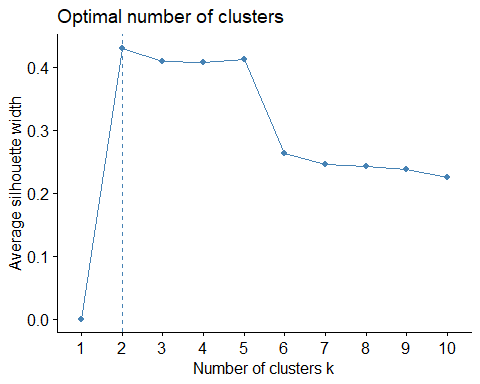 Optimal number of clusters
Average silhouette width
0.4
0.3
0.2
0.1
0.0
1 2 3 4 5 6 7 8 9 10
Number of clusters k